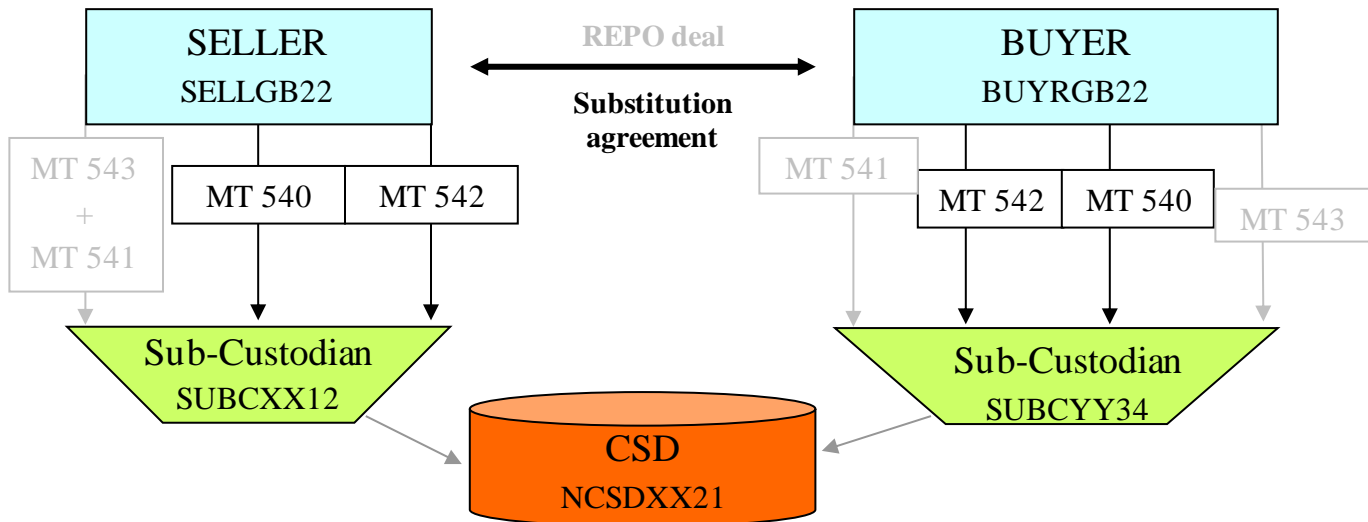 SELLER
SELLGB22
REPO deal
Substitution
agreement
BUYER
BUYRGB22
MT 543
+
MT 541
MT 540
MT 542
MT 541
MT 542
MT 540
MT 543
Sub-Custodian
SUBCXX12
Sub-Custodian
SUBCYY34
CSD
NCSDXX21